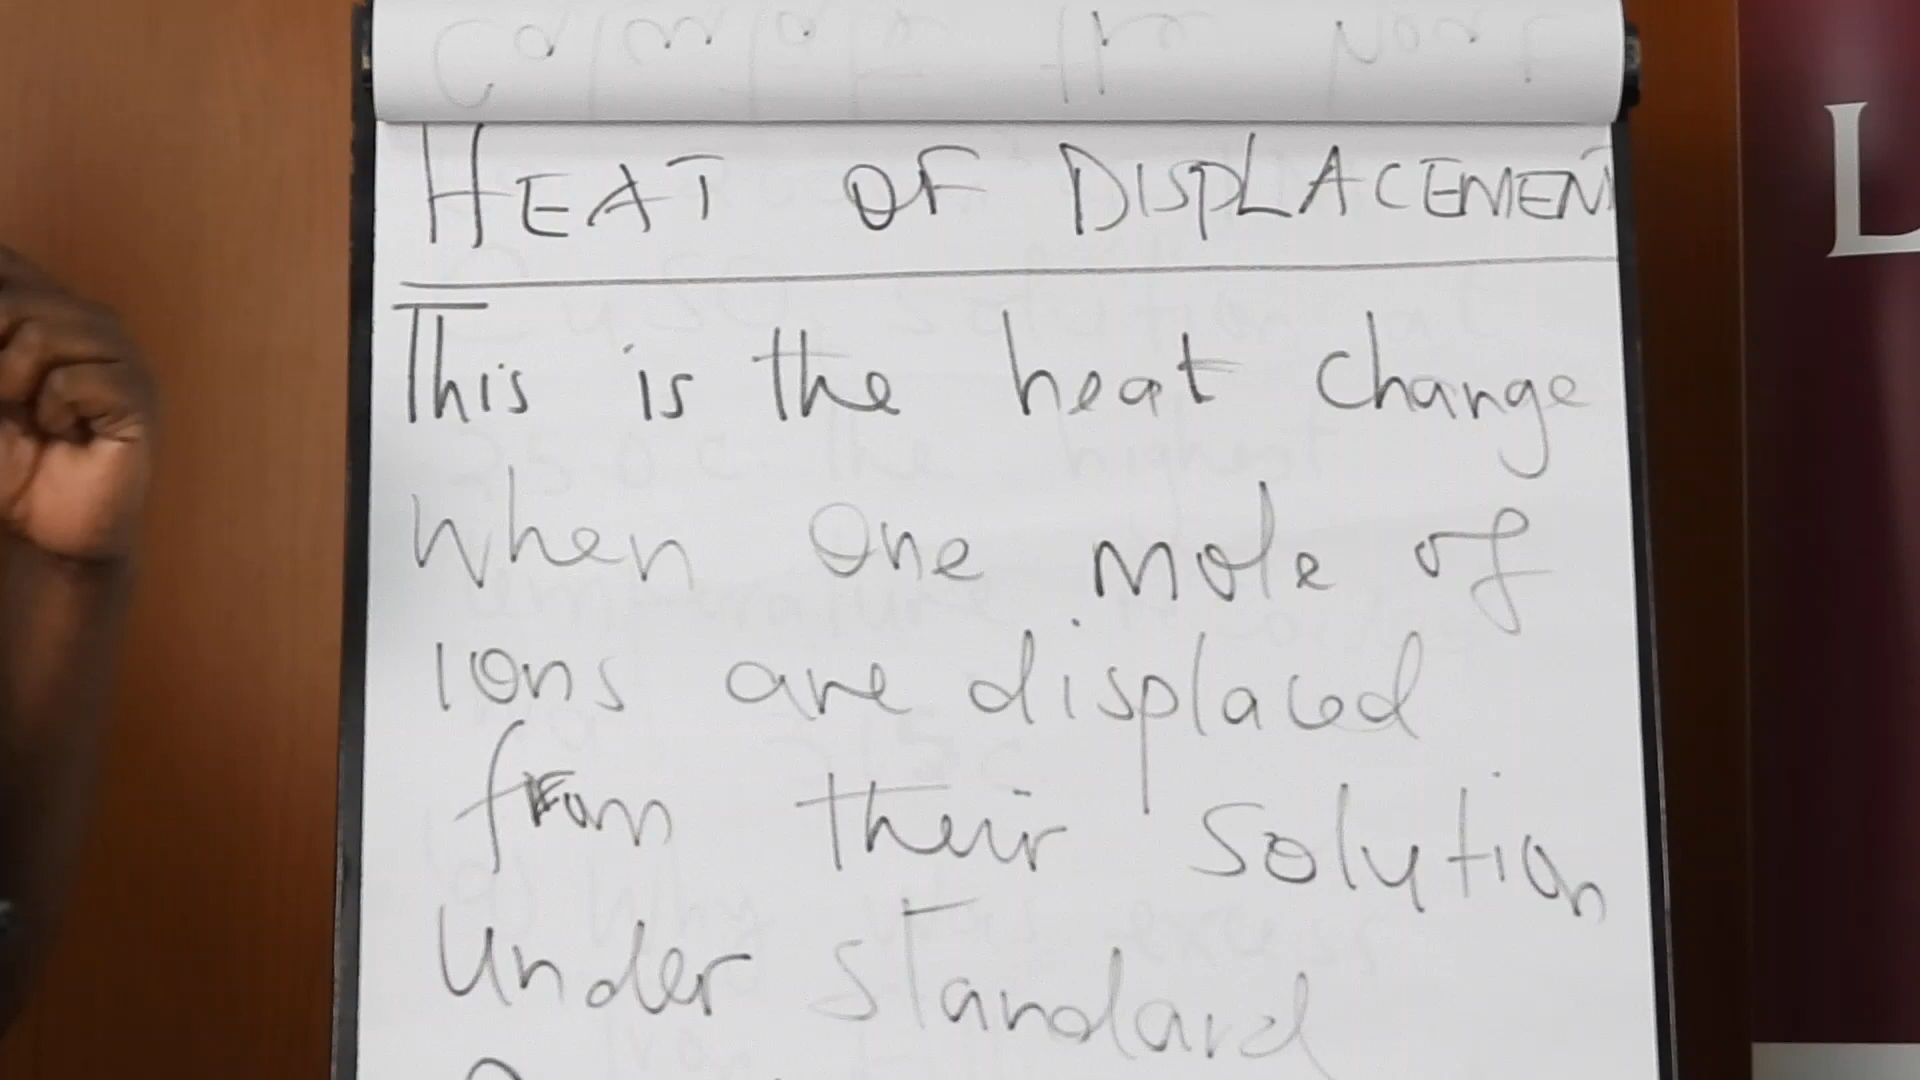 HEAT OF DISPLACEMENT
This is the heat change
when one mole of
ions are displaced
from their solution
under standard
L